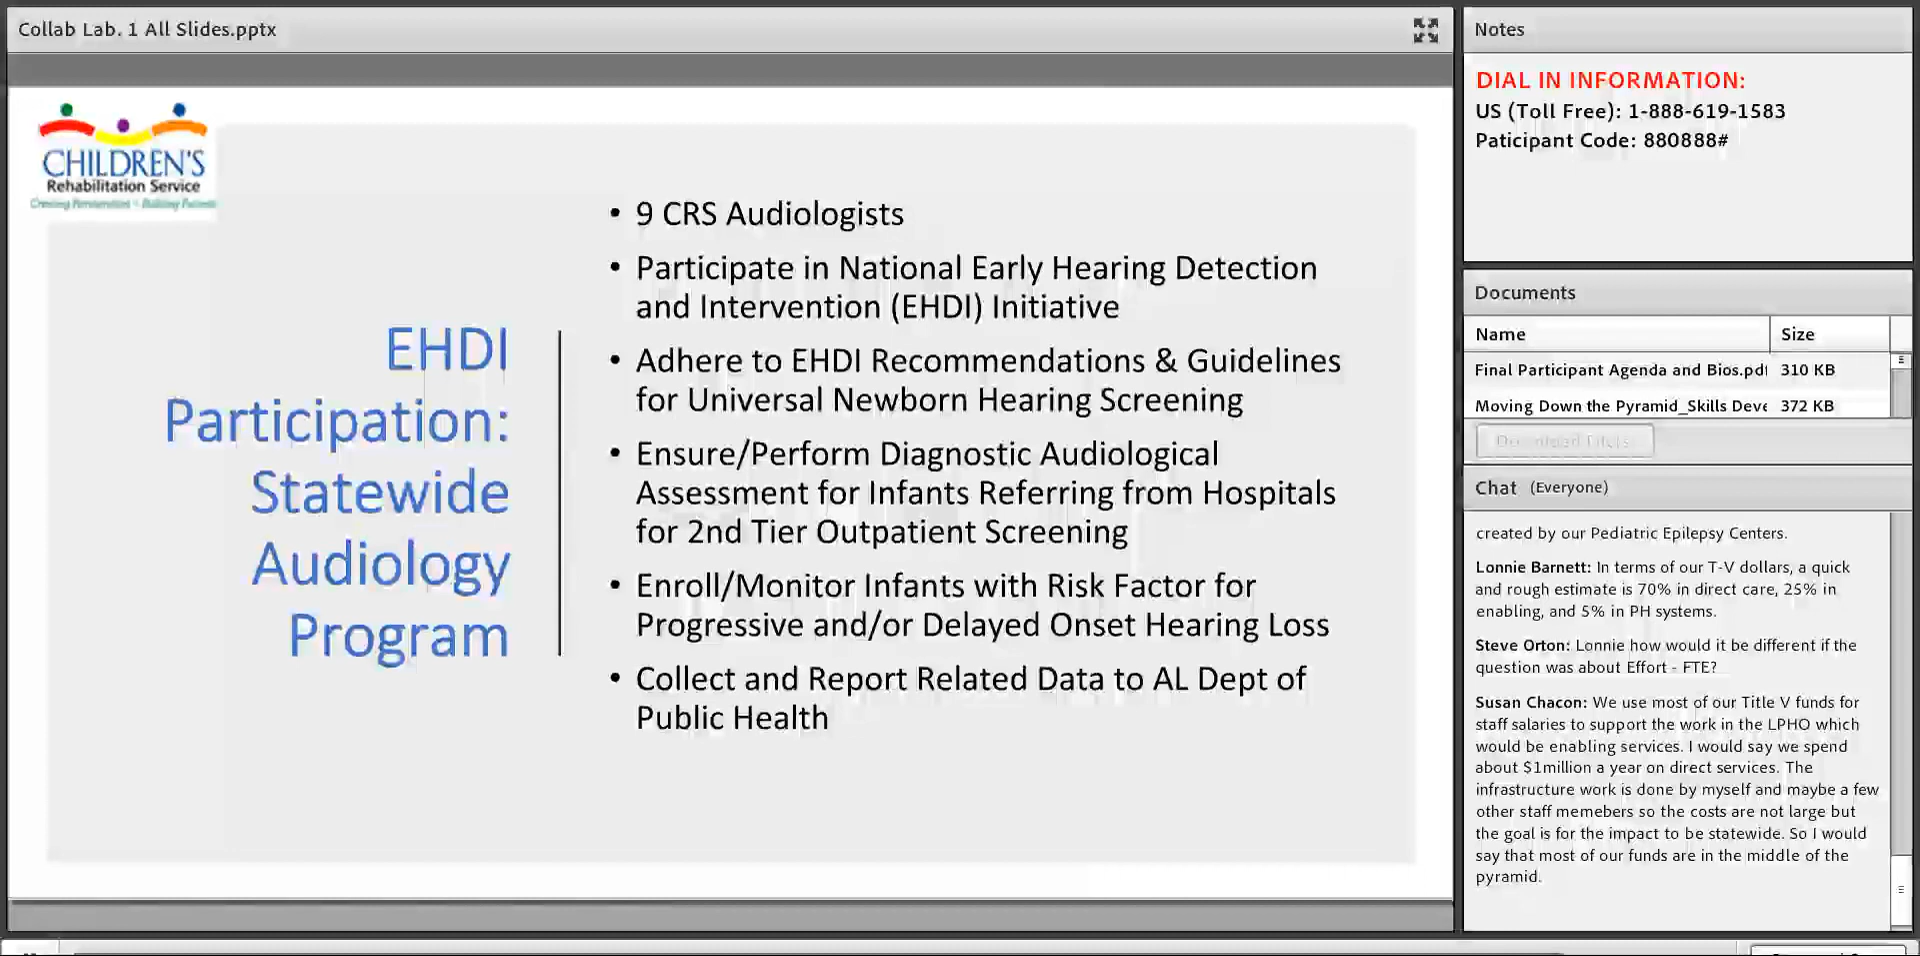 Collab Lab. 1 All Slides.pptx
CHILDREN'S
Rehabilitation Service
EHDI
Participation:
Statewide
Audiology
Program
• 9 CRS Audiologists
• Participate in National Early Hearing Detection
and Intervention (EHDI) Initiative
• Adhere to EHDI Recommendations & Guidelines
for Universal Newborn Hearing Screening
• Ensure/Perform Diagnostic Audiological
Assessment for Infants Referring from Hospitals
for 2nd Tier Outpatient Screening
• Enroll/Monitor Infants with Risk Factor for
Progressive and/or Delayed Onset Hearing Loss
• Collect and Report Related Data to AL Dept of
Public Health
Notes
DIAL IN INFORMATION:
US (Toll Free): 1-888-619-1583
Paticipant Code: 880888#
Documents
Name Size
Final Participant Agenda and Bios.pdf 310 KB
Moving Down the Pyramid_Skills Deve 372 KB
Chat (Everyone)
created by our Pediatric Epilepsy Centers.
Lonnie Barnett: In terms of our T-V dollars, a quick
and rough estimate is 70% in direct care, 25% in
enabling, and 5% in PH systems.
Steve Orton: Lonnie how would it be different if the
question was about Effort - FTE?
Susan Chacon: We use most of our Title V funds for
staff salaries to support the work in the LPHO which
would be enabling services. I would say we spend
about $1million a year on direct services. The
infrastructure work is done by myself and maybe a few
other staff memebers so the costs are not large but
the goal is for the impact to be statewide. So I would
say that most of our funds are in the middle of the
pyramid.